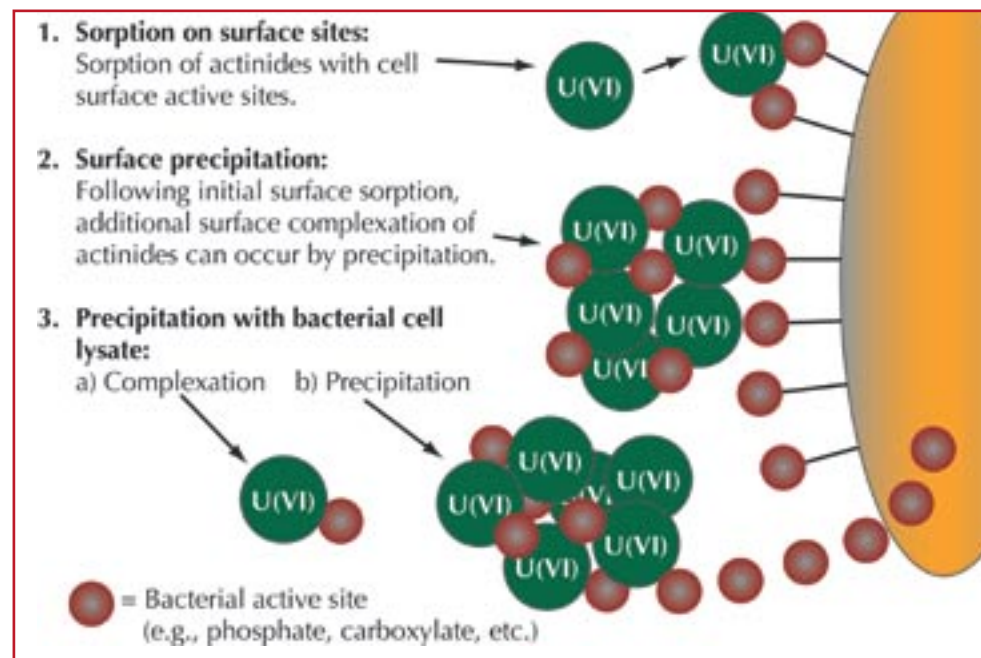 1. Sorption on surface sites:
Sorption of actinides with cell
surface active sites.
U(VI)
U(VI)
2. Surface precipitation:
Following initial surface sorption,
additional surface complexation of
actinides can occur by precipitation.
U(VI)
U(VI)
U(VI)
U(VI)
U(VI
3. Precipitation with bacterial cell
lysate:
a) Complexation b) Precipitation
U(VI)
U(VI)
U(VI)
U(VI)
U(VI)
U(VI)
= Bacterial active site
(e.g., phosphate, carboxylate, etc.)